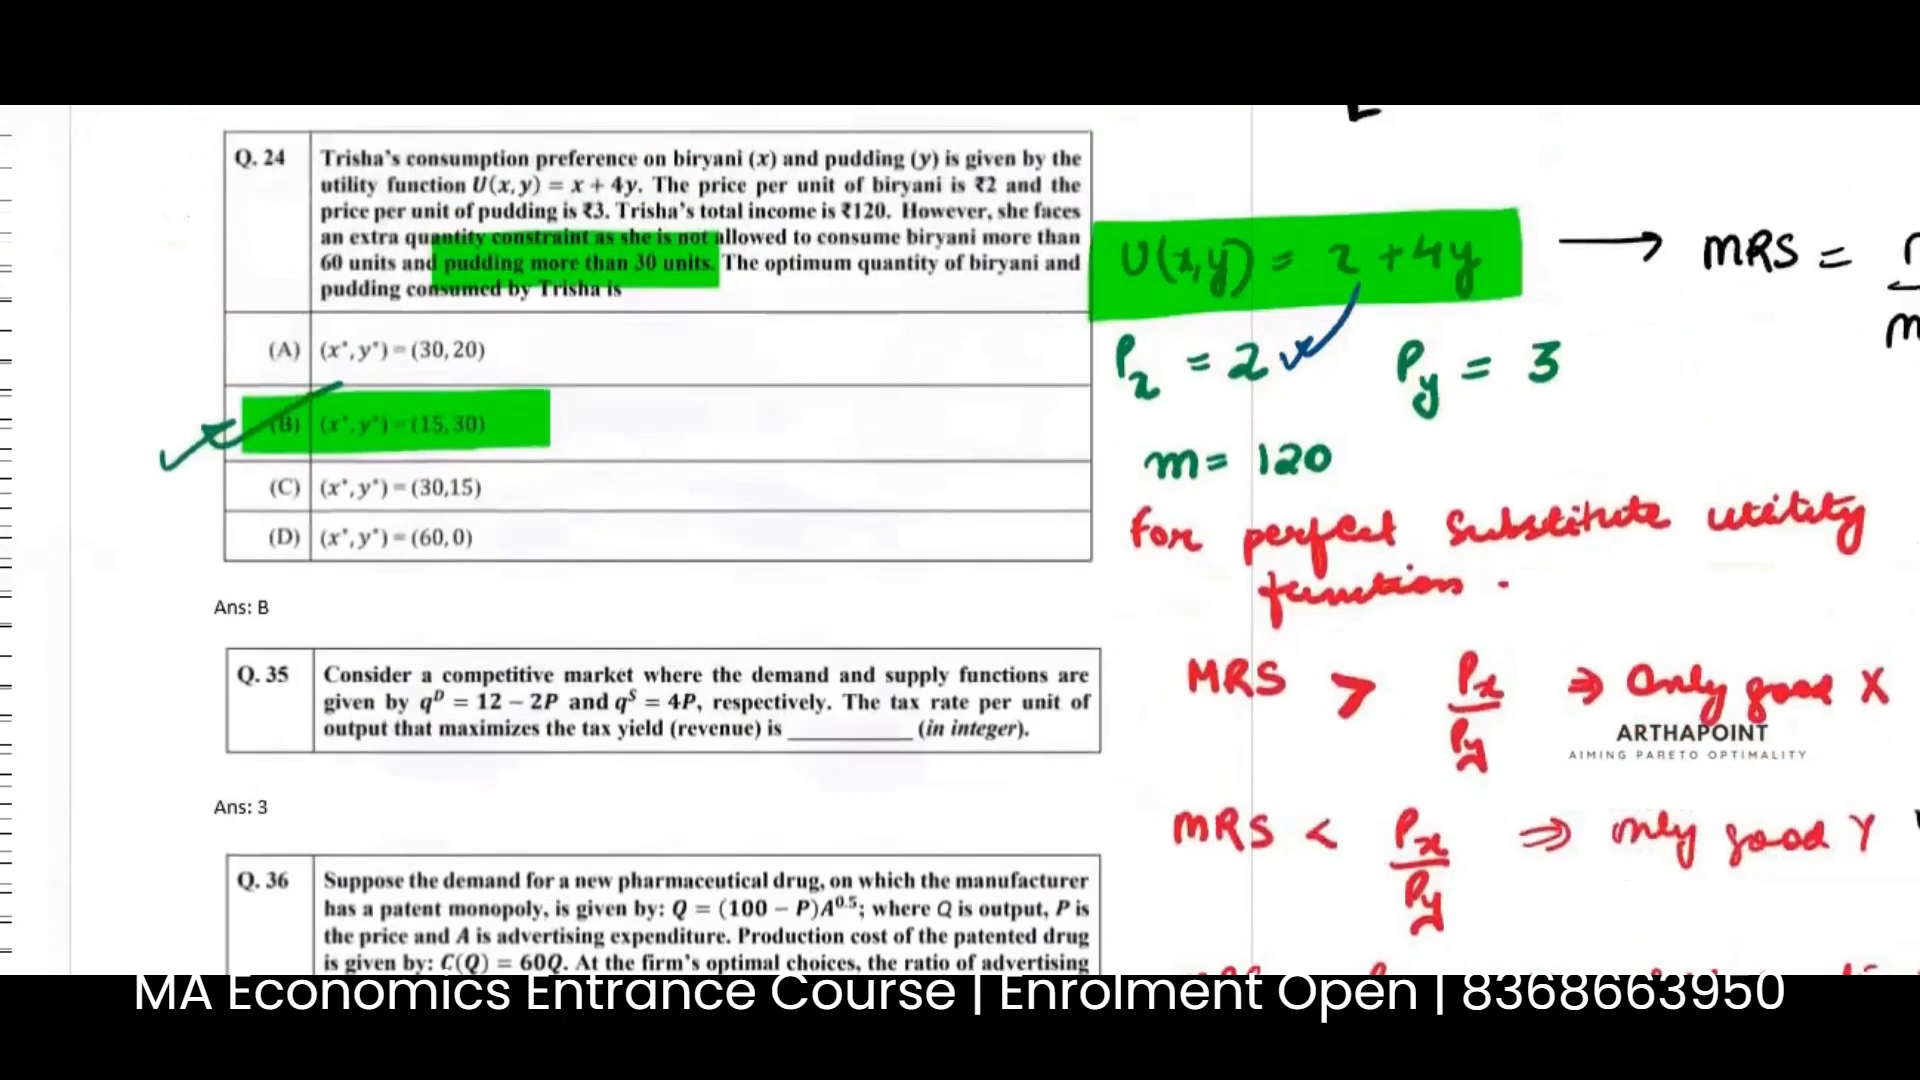 Q. 24
Trisha's consumption preference on biryani (x) and pudding (y) is given by the
utility function U(x, y) = x + 4y. The price per unit of biryani is ₹2 and the
price per unit of pudding is ₹3. Trisha's total income is ₹120. However, she faces
an extra quantity constraint as she is not allowed to consume biryani more than
60 units and pudding more than 30 units. The optimum quantity of biryani and
pudding consumed by Trisha is
(A) (x*, y*) = (30, 20)
(B) (x*, y*) = (15, 30)
(C) (x*, y*) = (30,15)
(D) (x*, y*) = (60, 0)
Ans: B
Q. 35
Consider a competitive market where the demand and supply functions are
given by qᴰ = 12 − 2P and qˢ = 4P, respectively. The tax rate per unit of
output that maximizes the tax yield (revenue) is __________ (in integer).
Ans: 3
Q. 36
Suppose the demand for a new pharmaceutical drug, on which the manufacturer
has a patent monopoly, is given by: Q = (100 − P)A⁰·⁵; where Q is output, P is
the price and A is advertising expenditure. Production cost of the patented drug
is given by: C(Q) = 60Q. At the firm's optimal choices, the ratio of advertising
U(x,y) = x + 4y → MRS =
Px = 2 Py = 3
m = 120
For perfect substitute utility
function.
MRS > Px/Py ⇒ Only good X
ARTHAPOINT
AIMING PARETO OPTIMALITY
MRS < Px/Py ⇒ only good Y
MA Economics Entrance Course | Enrolment Open | 8368663950